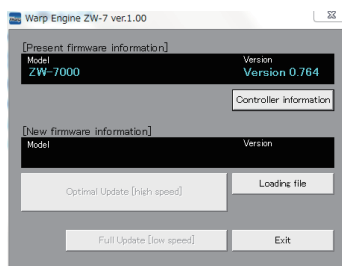 Warp Engine ZW-7 ver.1.00
[Present firmware information]
Model Version
ZW-7000 Version 0.764
Controller information
[New firmware information]
Model Version
Optimal Update [high speed]
Loading file
Full Update [low speed]
Exit